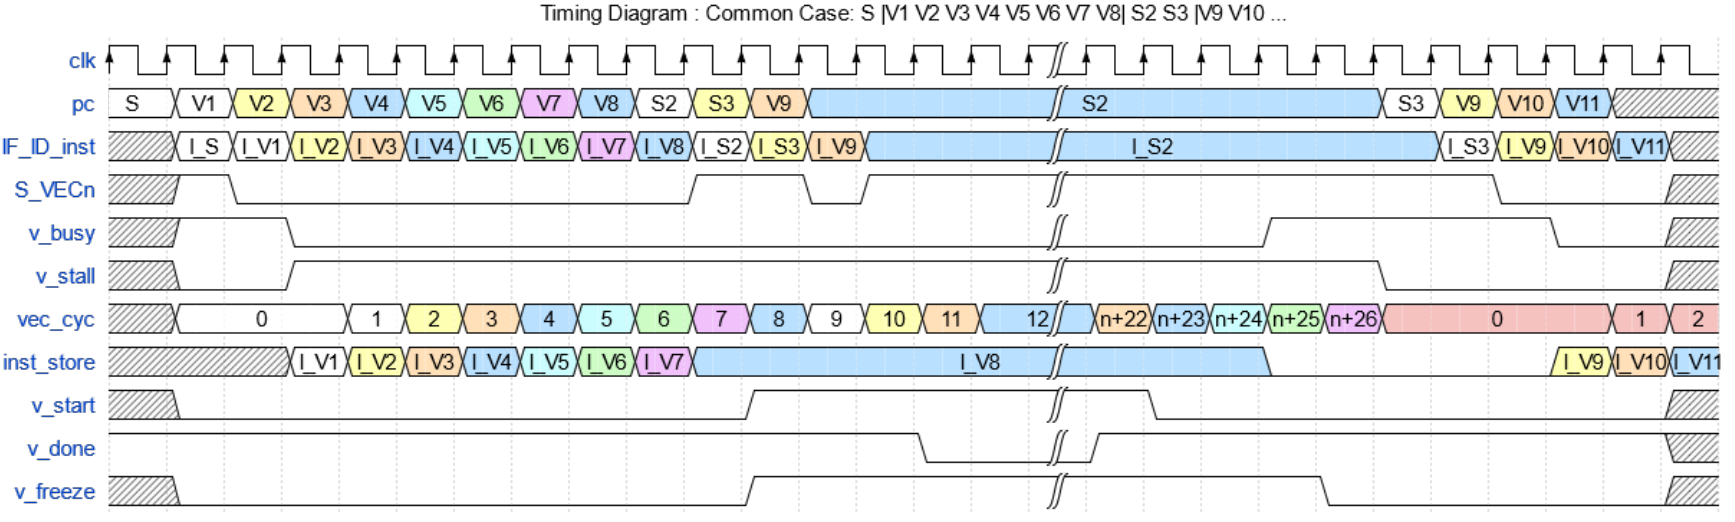 Timing Diagram : Common Case: S |V1 V2 V3 V4 V5 V6 V7 V8| S2 S3 |V9 V10 ...
clk
pc S V1 V2 V3 V4 V5 V6 V7 V8 S2 S3 V9 S2 S3 V9 V10 V11
IF_ID_inst I_S I_V1 I_V2 I_V3 I_V4 I_V5 I_V6 I_V7 I_V8 I_S2 I_S3 I_V9 I_S2 I_S3 I_V9 I_V10 I_V11
S_VECn
v_busy
v_stall
vec_cyc 0 1 2 3 4 5 6 7 8 9 10 11 12 n+22 n+23 n+24 n+25 n+26 0 1 2
inst_store I_V1 I_V2 I_V3 I_V4 I_V5 I_V6 I_V7 I_V8 I_V9 I_V10 I_V11
v_start
v_done
v_freeze